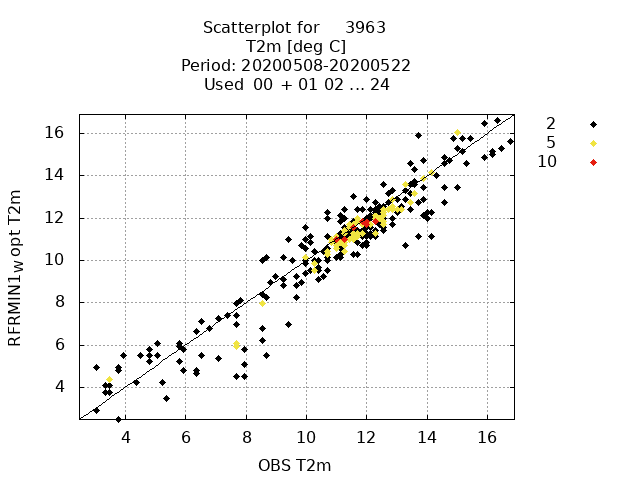 Scatterplot for 3963
T2m [deg C]
Period: 20200508-20200522
Used 00 + 01 02 ... 24
2
5
10
16
14
12
10
8
6
4
RFRMIN1w opt T2m
4 6 8 10 12 14 16
OBS T2m